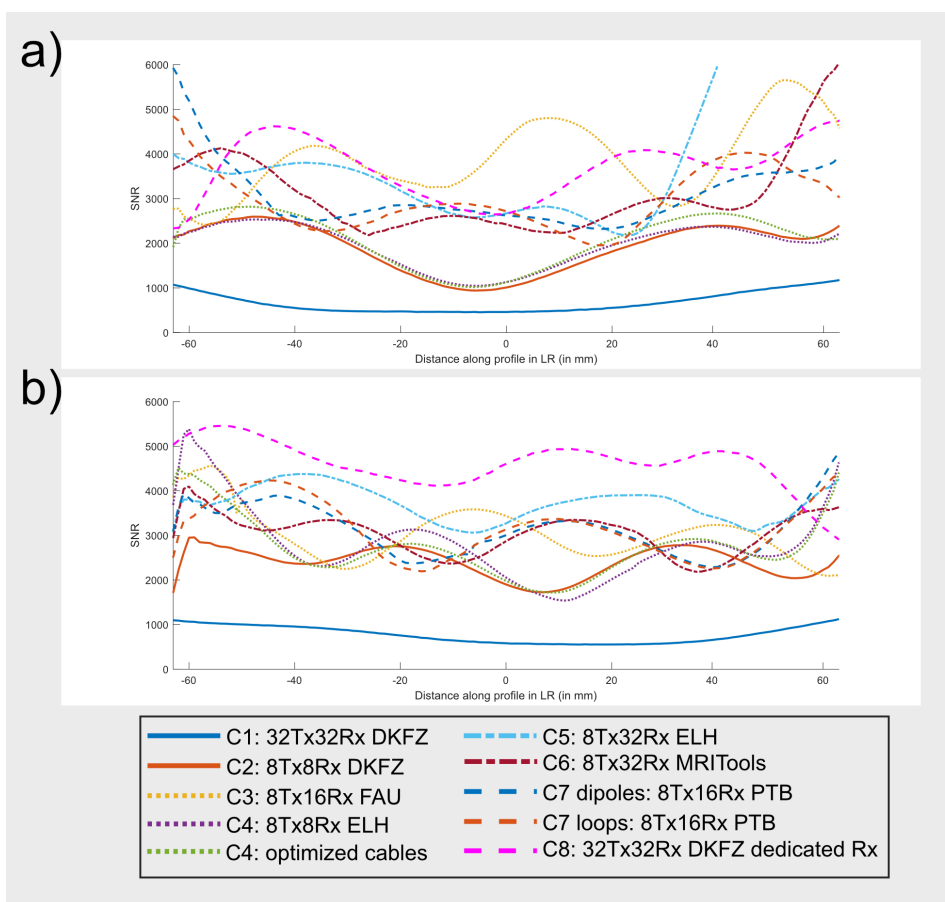 a)
6000
5000
4000
3000
2000
1000
0
SNR
-60 -40 -20 0 20 40 60
Distance along profile in LR (in mm)
b)
6000
5000
4000
3000
2000
1000
0
SNR
-60 -40 -20 0 20 40 60
Distance along profile in LR (in mm)
C1: 32Tx32Rx DKFZ
C2: 8Tx8Rx DKFZ
C3: 8Tx16Rx FAU
C4: 8Tx8Rx ELH
C4: optimized cables
C5: 8Tx32Rx ELH
C6: 8Tx32Rx MRITools
C7 dipoles: 8Tx16Rx PTB
C7 loops: 8Tx16Rx PTB
C8: 32Tx32Rx DKFZ dedicated Rx